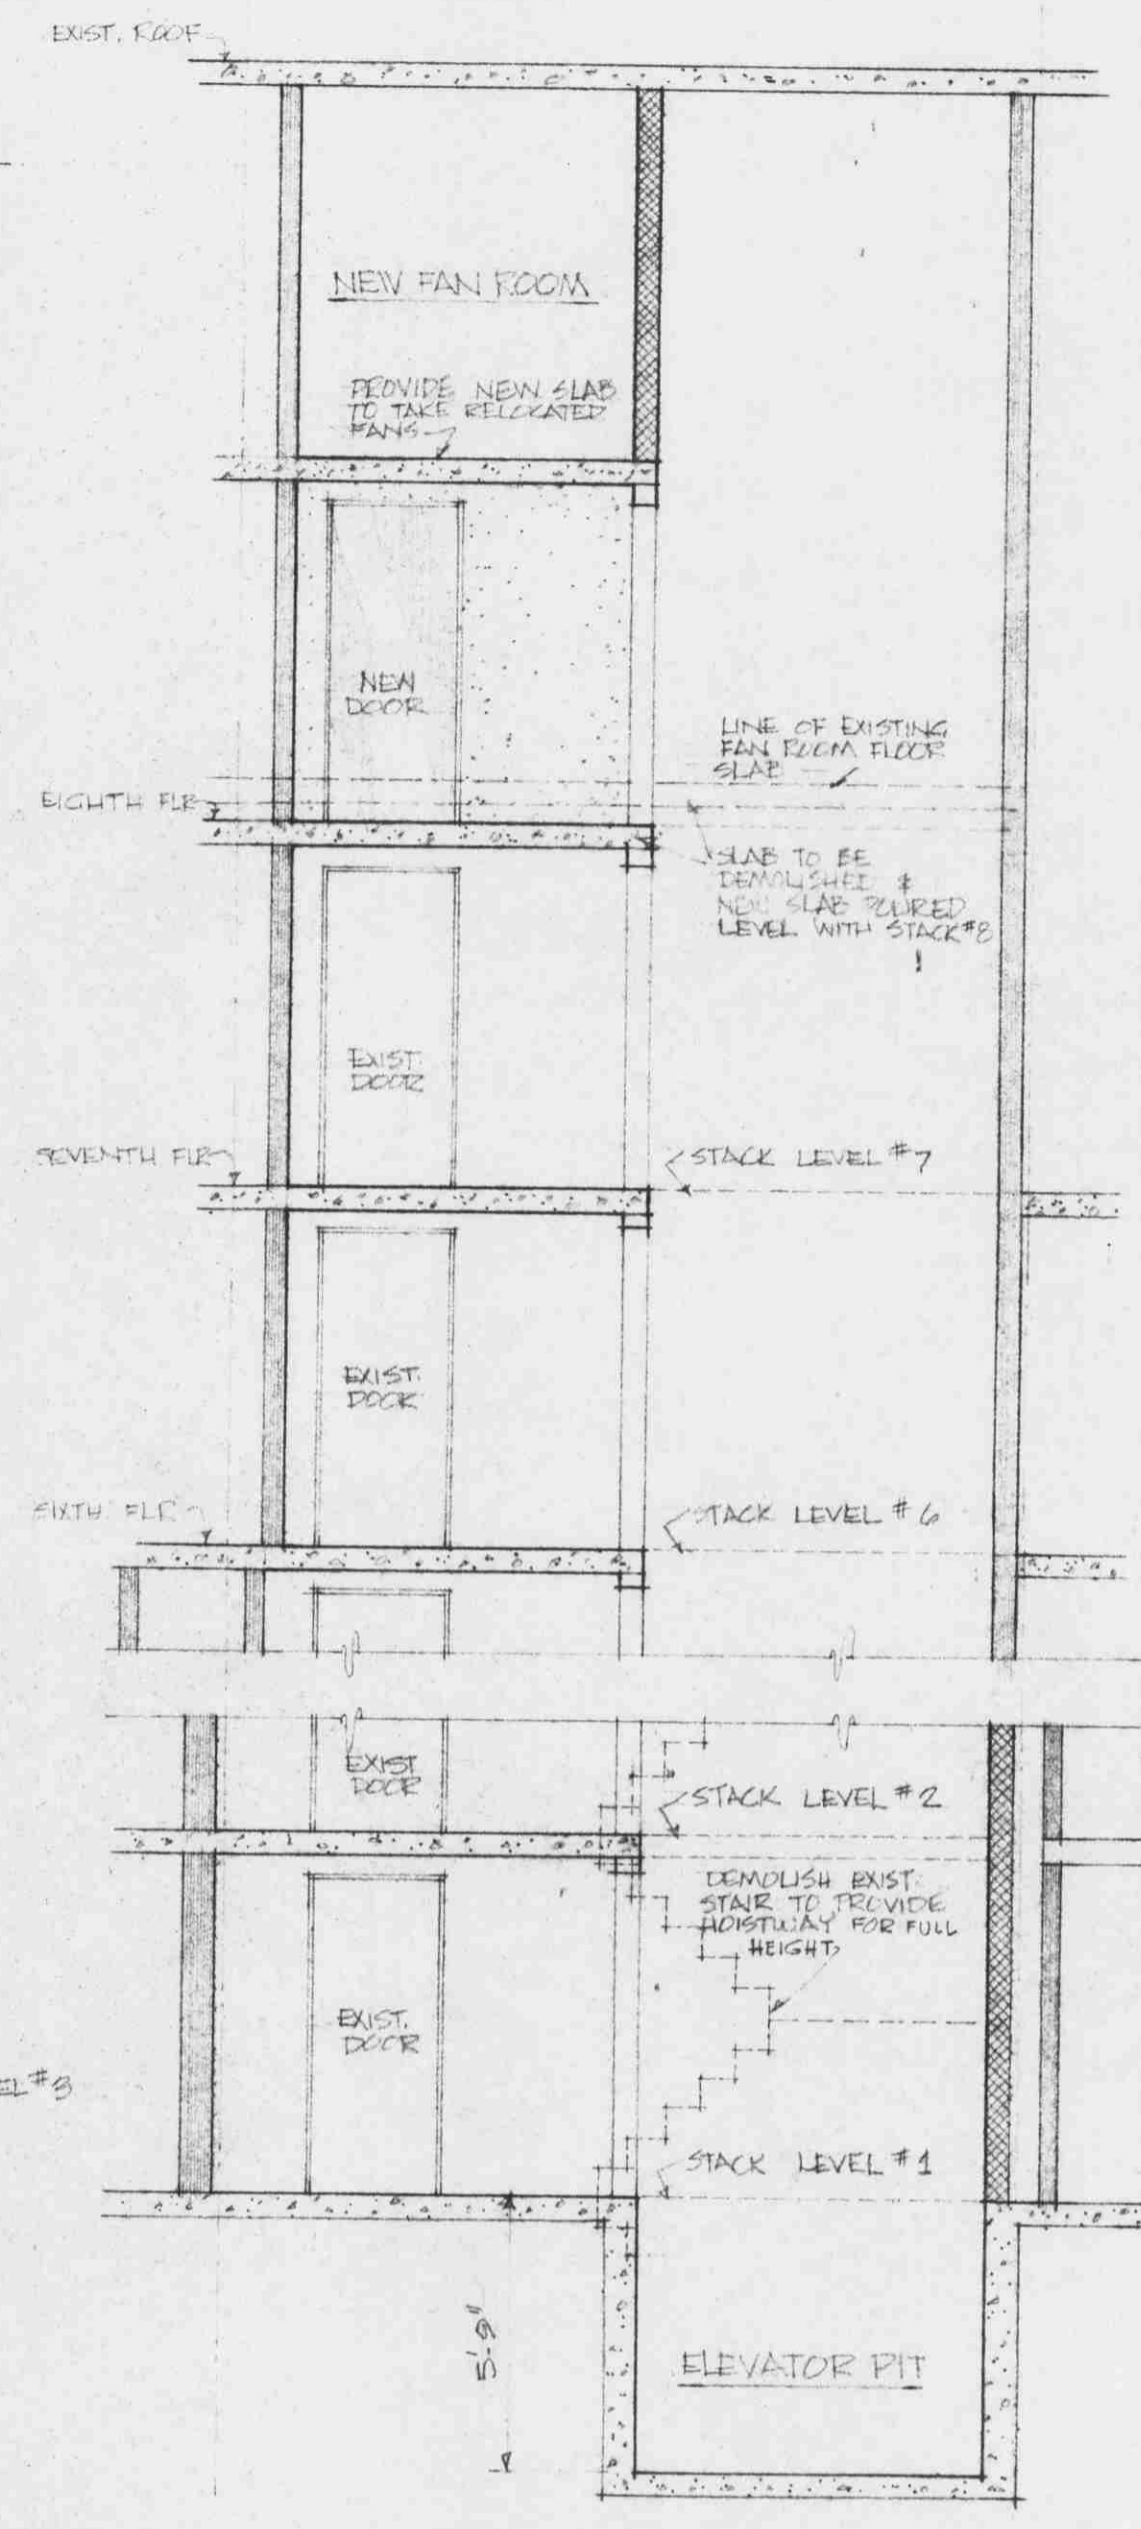 EXIST. ROOF
NEW FAN ROOM
PROVIDE NEW SLAB
TO TAKE RELOCATED
FANS
NEW
DOOR
LINE OF EXISTING
FAN ROOM FLOOR
SLAB
EIGHTH FLR
SLAB TO BE
DEMOLISHED &
NEW SLAB POURED
LEVEL WITH STACK #8
EXIST.
DOOR
SEVENTH FLR
STACK LEVEL #7
EXIST.
DOOR
SIXTH FLR
STACK LEVEL #6
EXIST
DOOR
STACK LEVEL #2
DEMOLISH EXIST.
STAIR TO PROVIDE
HOISTWAY FOR FULL
HEIGHT
EXIST.
DOOR
EL #3
STACK LEVEL #1
5'-9"
ELEVATOR PIT